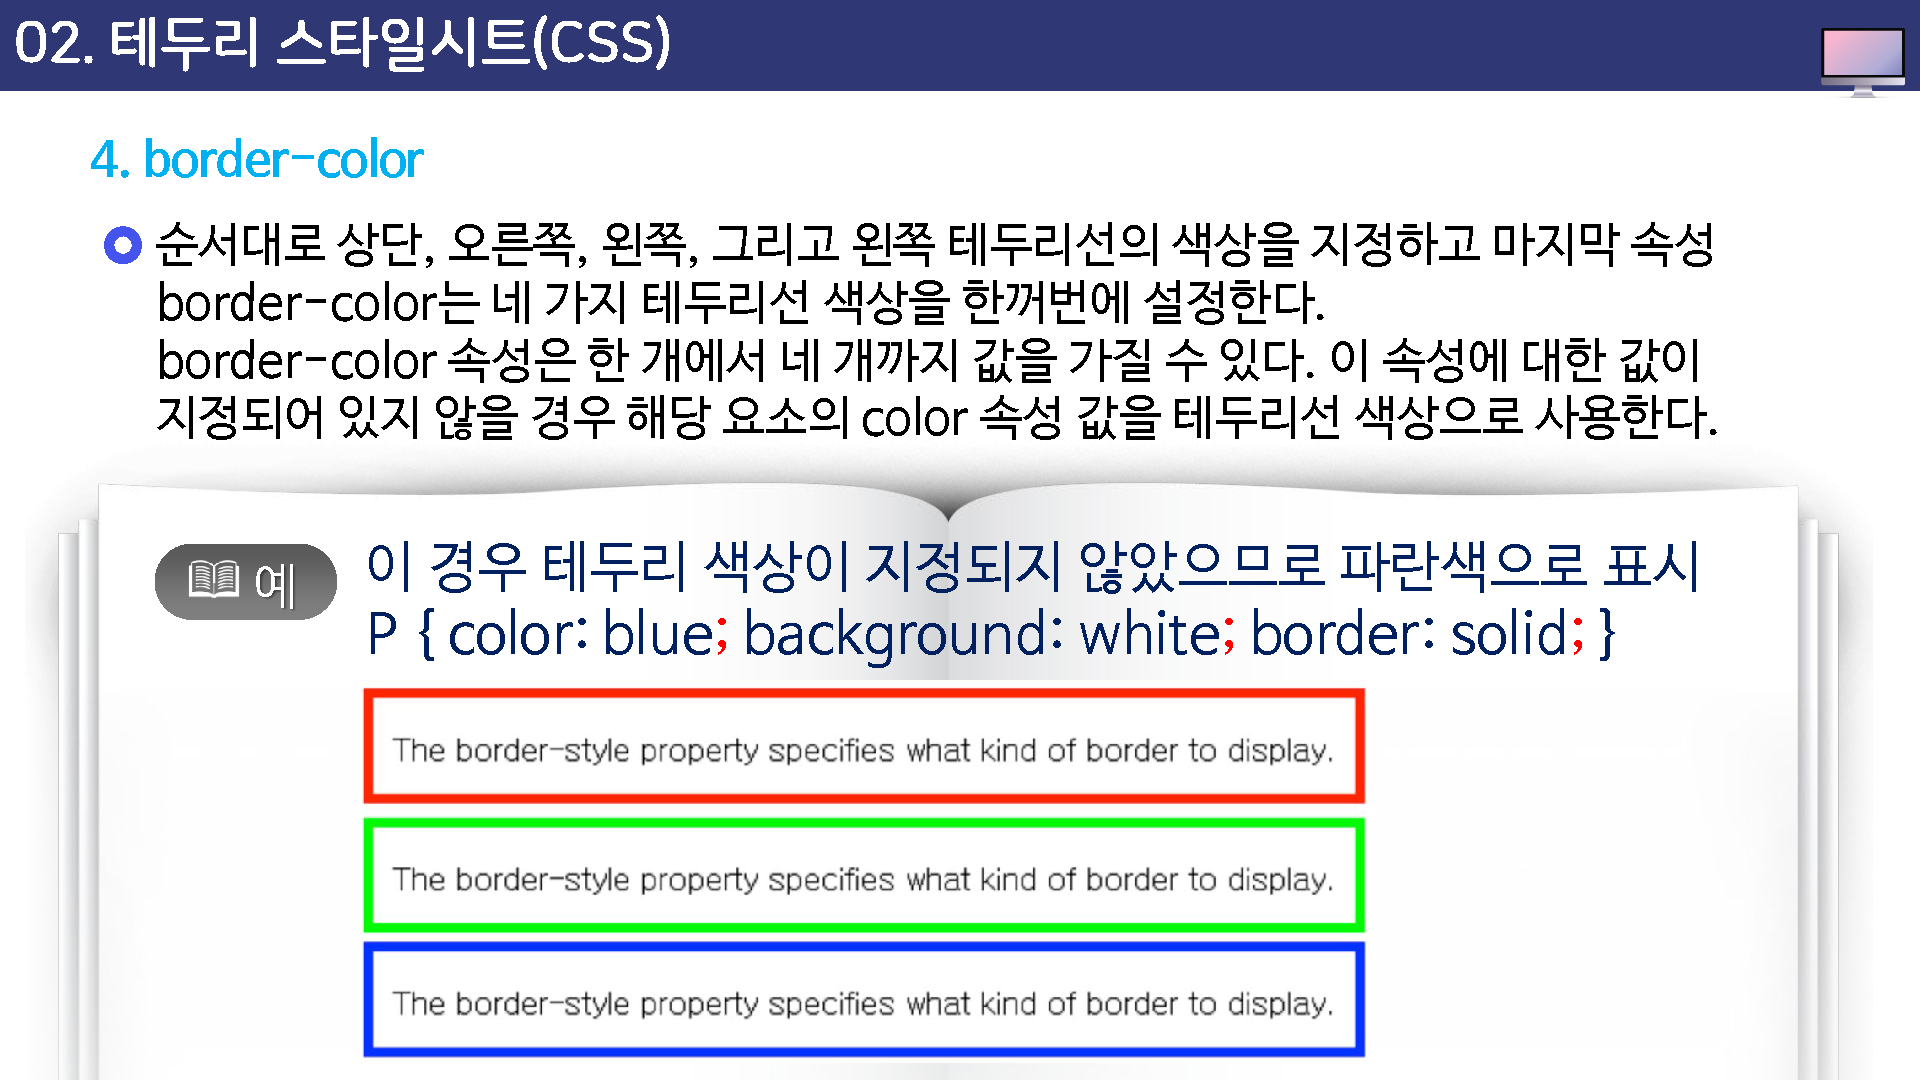 02. 테두리 스타일시트(CSS)
4. border-color
순서대로 상단, 오른쪽, 왼쪽, 그리고 왼쪽 테두리선의 색상을 지정하고 마지막 속성
border-color는 네 가지 테두리선 색상을 한꺼번에 설정한다.
border-color 속성은 한 개에서 네 개까지 값을 가질 수 있다. 이 속성에 대한 값이
지정되어 있지 않을 경우 해당 요소의 color 속성 값을 테두리선 색상으로 사용한다.
예
이 경우 테두리 색상이 지정되지 않았으므로 파란색으로 표시
P { color: blue; background: white; border: solid; }
The border-style property specifies what kind of border to display.
The border-style property specifies what kind of border to display.
The border-style property specifies what kind of border to display.